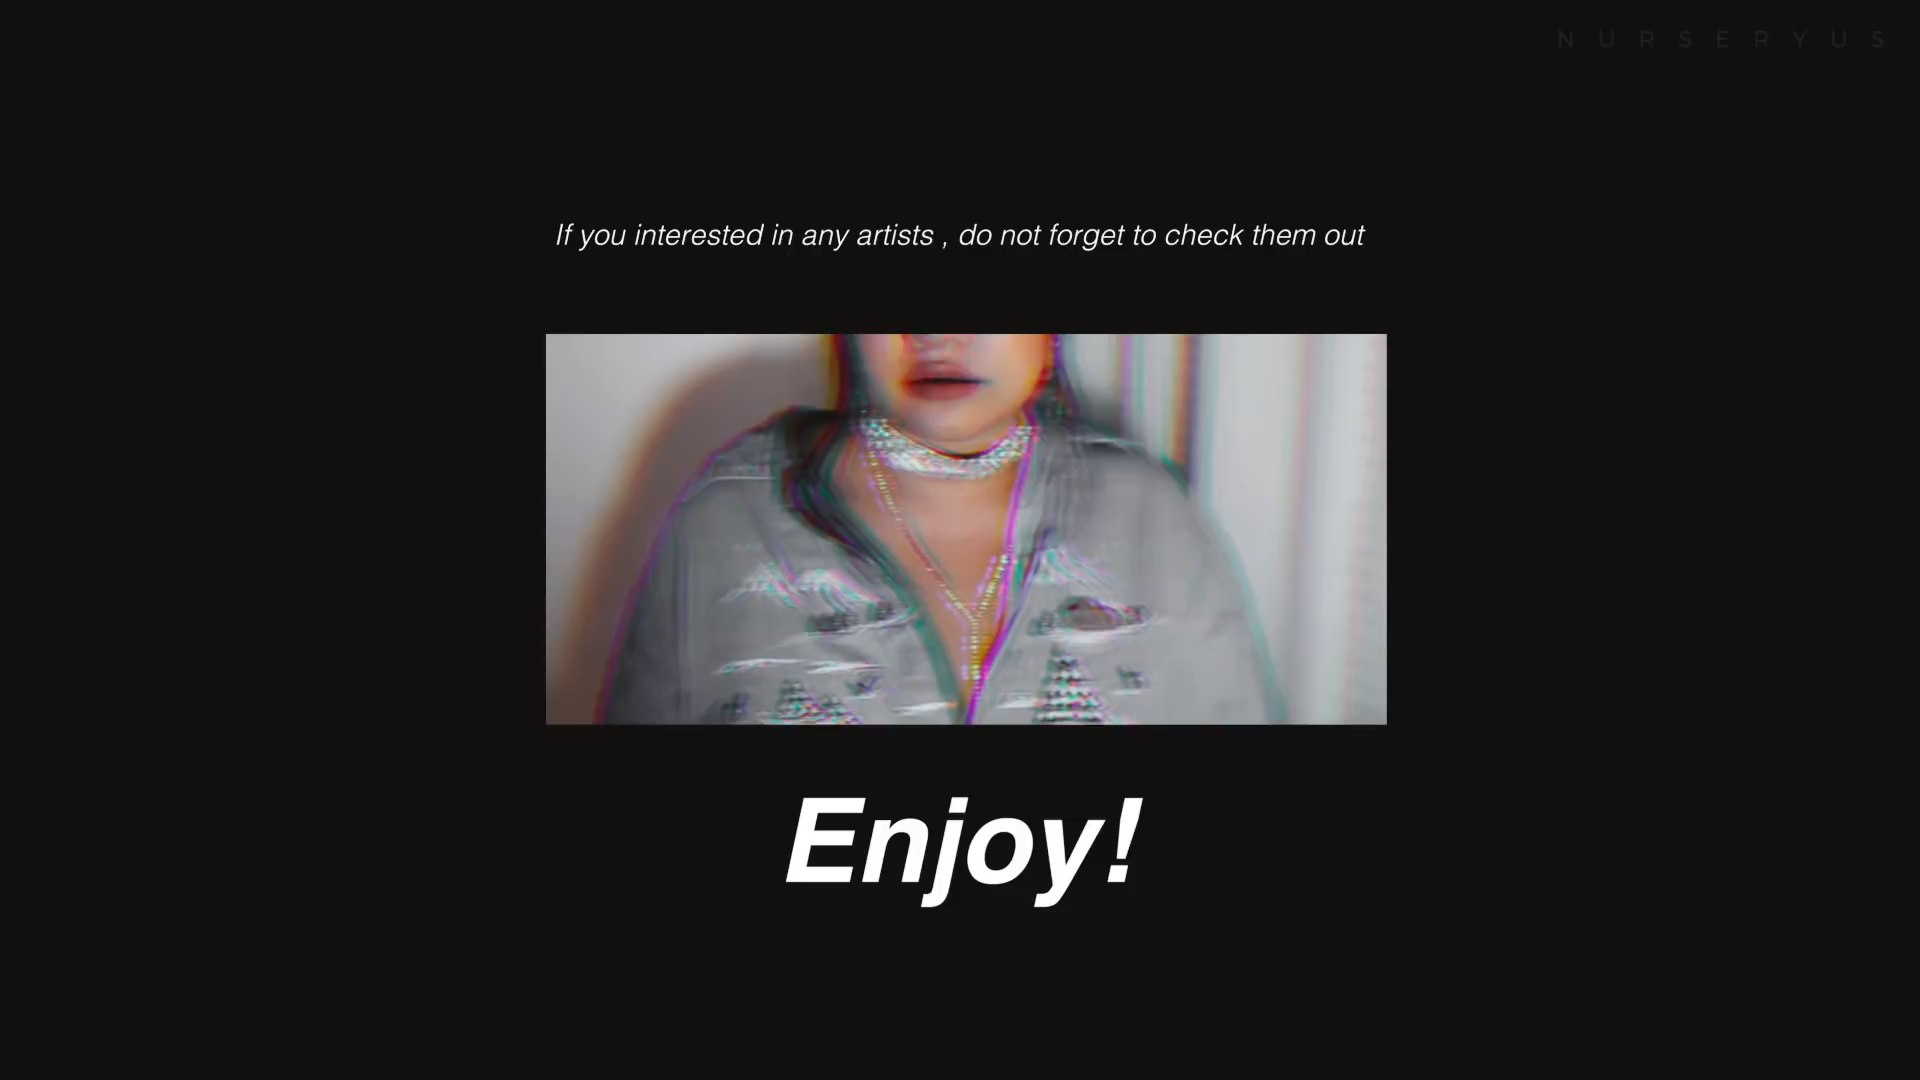 N U R S E R Y U S
If you interested in any artists , do not forget to check them out
Enjoy!